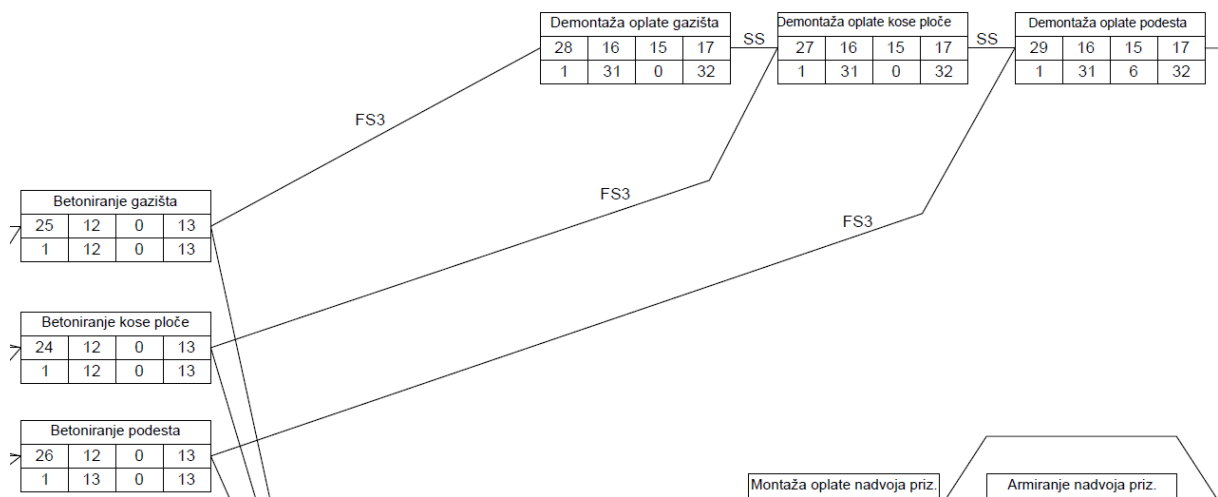 Demontaža oplate gazišta
28 16 15 17
1 31 0 32
SS
Demontaža oplate kose ploče
27 16 15 17
1 31 0 32
SS
Demontaža oplate podesta
29 16 15 17
1 31 6 32
FS3
FS3
FS3
Betoniranje gazišta
25 12 0 13
1 12 0 13
Betoniranje kose ploče
24 12 0 13
1 12 0 13
Betoniranje podesta
26 12 0 13
1 13 0 13
Montaža oplate nadvoja priz.
Armiranje nadvoja priz.